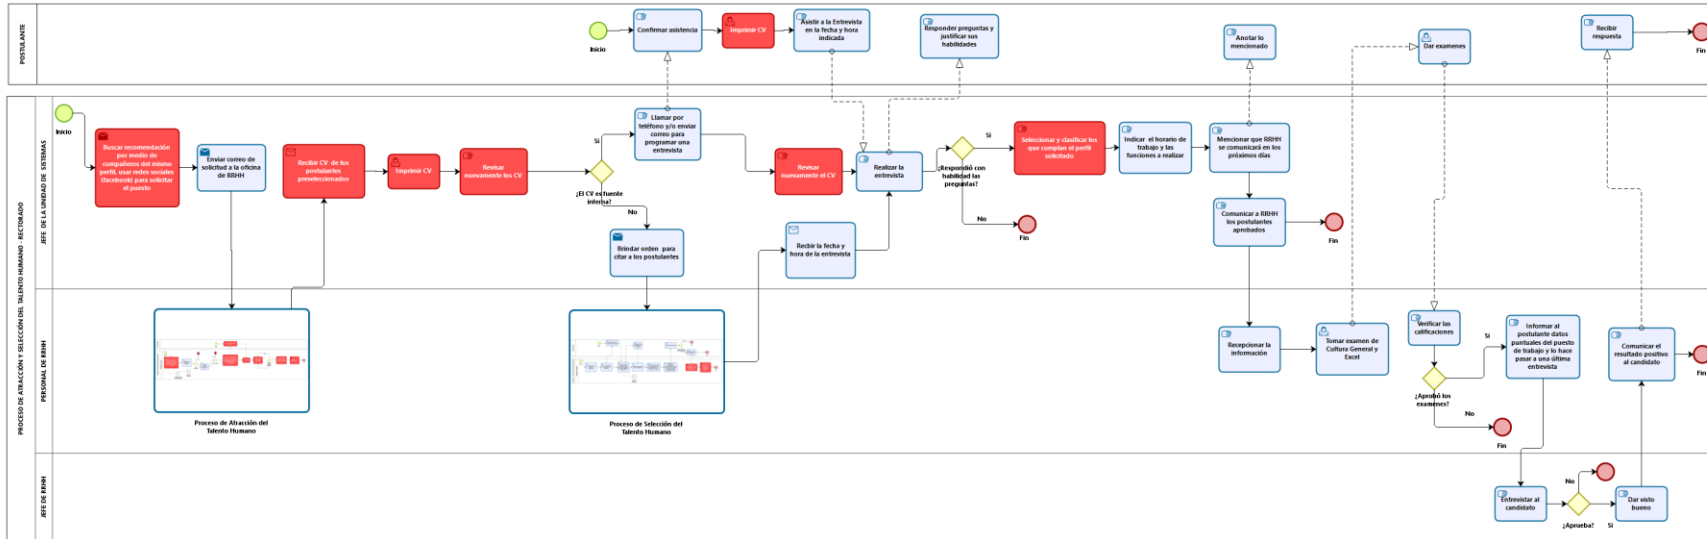 POSTULANTE
Inicio
Confirmar asistencia
Imprimir CV
Asistir a la Entrevista
en la fecha y hora
indicada
Responder preguntas y
justificar sus
habilidades
Anotar lo
mencionado
Dar examenes
Recibir
respuesta
Fin
PROCESO DE ATRACCIÓN Y SELECCIÓN DEL TALENTO HUMANO - RECTORADO
JEFE DE LA UNIDAD DE SISTEMAS
Inicio
Buscar recomendación
por medio de
compañeros del mismo
perfil, usar redes sociales
(facebook) para solicitar
el puesto
Enviar correo de
solicitud a la oficina
de RRHH
Recibir CV de los
postulantes
preseleccionados
Imprimir CV
Revisar
nuevamente los CV
¿El CV es fuente
interna?
Si
No
Llamar por
teléfono y/o enviar
correo para
programar una
entrevista
Brindar orden para
citar a los postulantes
Revisar
nuevamente el CV
Recibir la fecha y
hora de la entrevista
Realizar la
entrevista
¿Respondió con
habilidad las
preguntas?
Si
No
Fin
Seleccionar y clasificar los
que cumplan el perfil
solicitado
Indicar el horario de
trabajo y las
funciones a realizar
Mencionar que RRHH
se comunicará en los
próximos días
Comunicar a RRHH
los postulantes
aprobados
Fin
PERSONAL DE RRHH
Proceso de Atracción del
Talento Humano
Proceso de Selección del
Talento Humano
Recepcionar la
información
Tomar examen de
Cultura General y
Excel
Verificar las
calificaciones
¿Aprobó los
examenes?
Si
No
Fin
Informar al
postulante datos
puntuales del puesto
de trabajo y lo hace
pasar a una última
entrevista
Comunicar el
resultado positivo
al candidato
Fin
JEFE DE RRHH
Entrevistar al
candidato
¿Aprueba?
No
Si
Dar visto
bueno